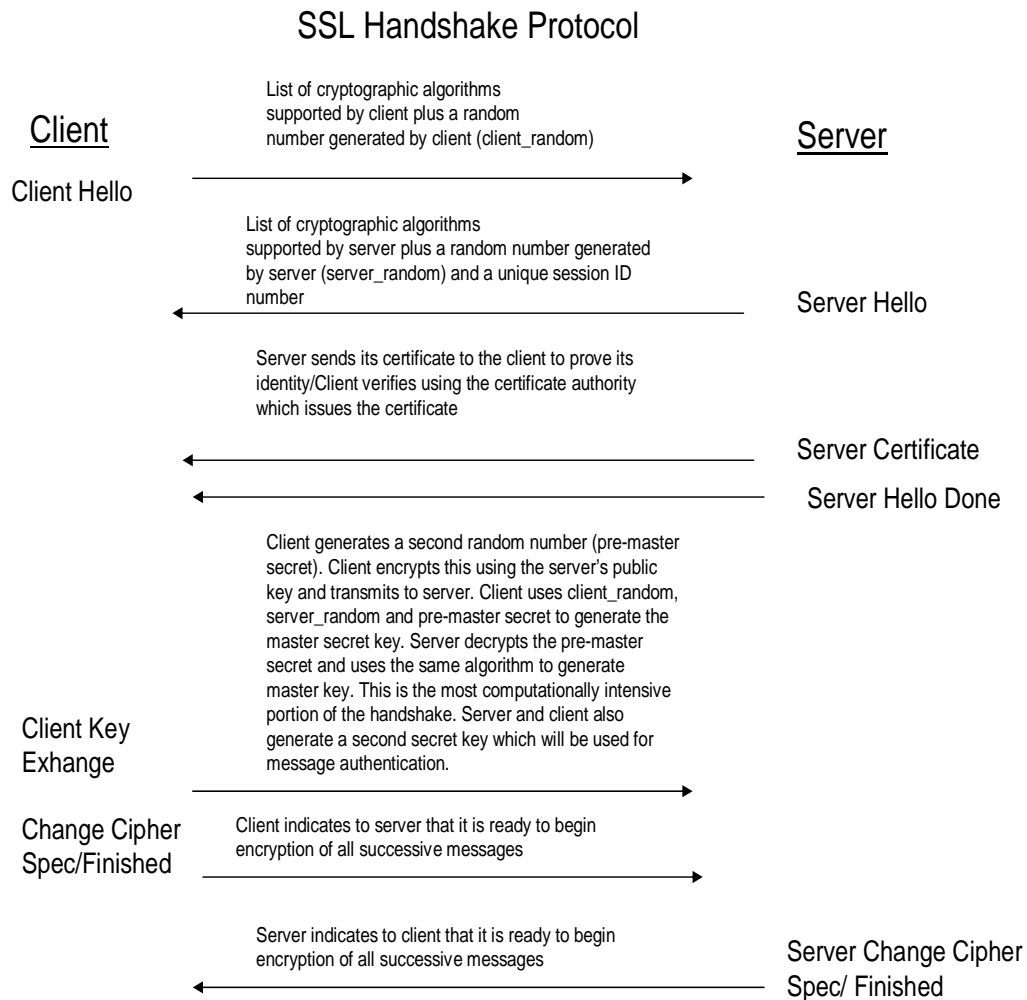 SSL Handshake Protocol
List of cryptographic algorithms
supported by client plus a random
number generated by client (client_random)
Client
Server
Client Hello
List of cryptographic algorithms
supported by server plus a random number generated
by server (server_random) and a unique session ID
number
Server Hello
Server sends its certificate to the client to prove its
identity/Client verifies using the certificate authority
which issues the certificate
Server Certificate
Server Hello Done
Client generates a second random number (pre-master
secret). Client encrypts this using the server's public
key and transmits to server. Client uses client_random,
server_random and pre-master secret to generate the
master secret key. Server decrypts the pre-master
secret and uses the same algorithm to generate
master key. This is the most computationally intensive
portion of the handshake. Server and client also
generate a second secret key which will be used for
message authentication.
Client Key
Exhange
Change Cipher
Spec/Finished
Client indicates to server that it is ready to begin
encryption of all successive messages
Server indicates to client that it is ready to begin
encryption of all successive messages
Server Change Cipher
Spec/ Finished